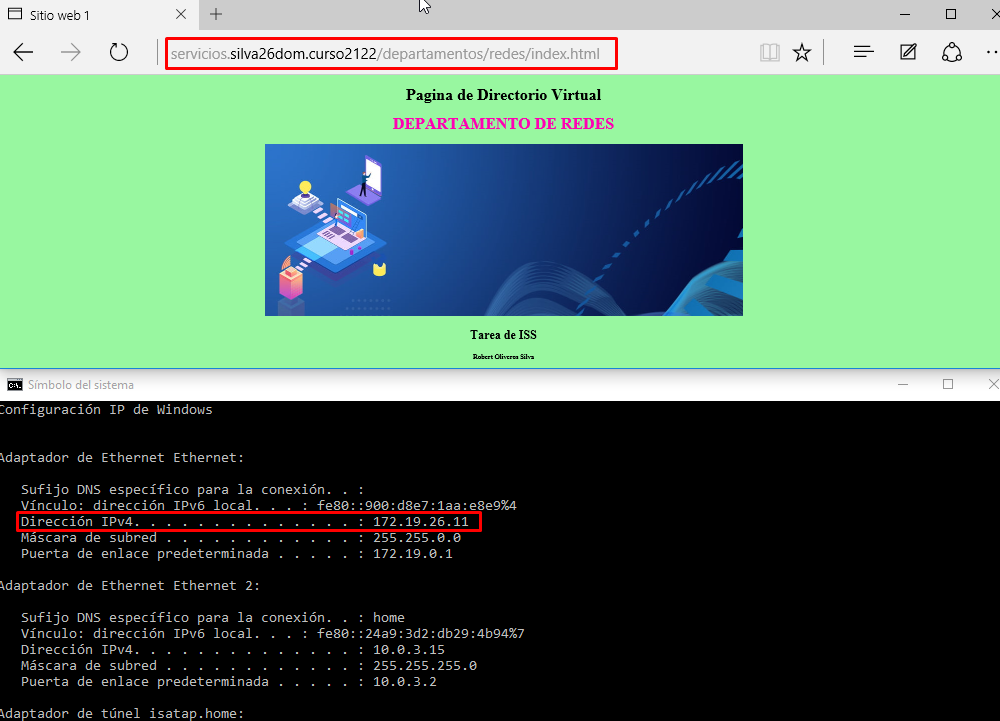 Sitio web 1
servicios.silva26dom.curso2122/departamentos/redes/index.html
Pagina de Directorio Virtual
DEPARTAMENTO DE REDES
Tarea de ISS
Robert Oliveros Silva
Símbolo del sistema
Configuración IP de Windows
Adaptador de Ethernet Ethernet:
Sufijo DNS específico para la conexión. . :
Vínculo: dirección IPv6 local. . . : fe80::900:d8e7:1aa:e8e9%4
Dirección IPv4. . . . . . . . . . . . . . : 172.19.26.11
Máscara de subred . . . . . . . . . . . . : 255.255.0.0
Puerta de enlace predeterminada . . . . . : 172.19.0.1
Adaptador de Ethernet Ethernet 2:
Sufijo DNS específico para la conexión. . : home
Vínculo: dirección IPv6 local. . . : fe80::24a9:3d2:db29:4b94%7
Dirección IPv4. . . . . . . . . . . . . . : 10.0.3.15
Máscara de subred . . . . . . . . . . . . : 255.255.255.0
Puerta de enlace predeterminada . . . . . : 10.0.3.2
Adaptador de túnel isatap.home: